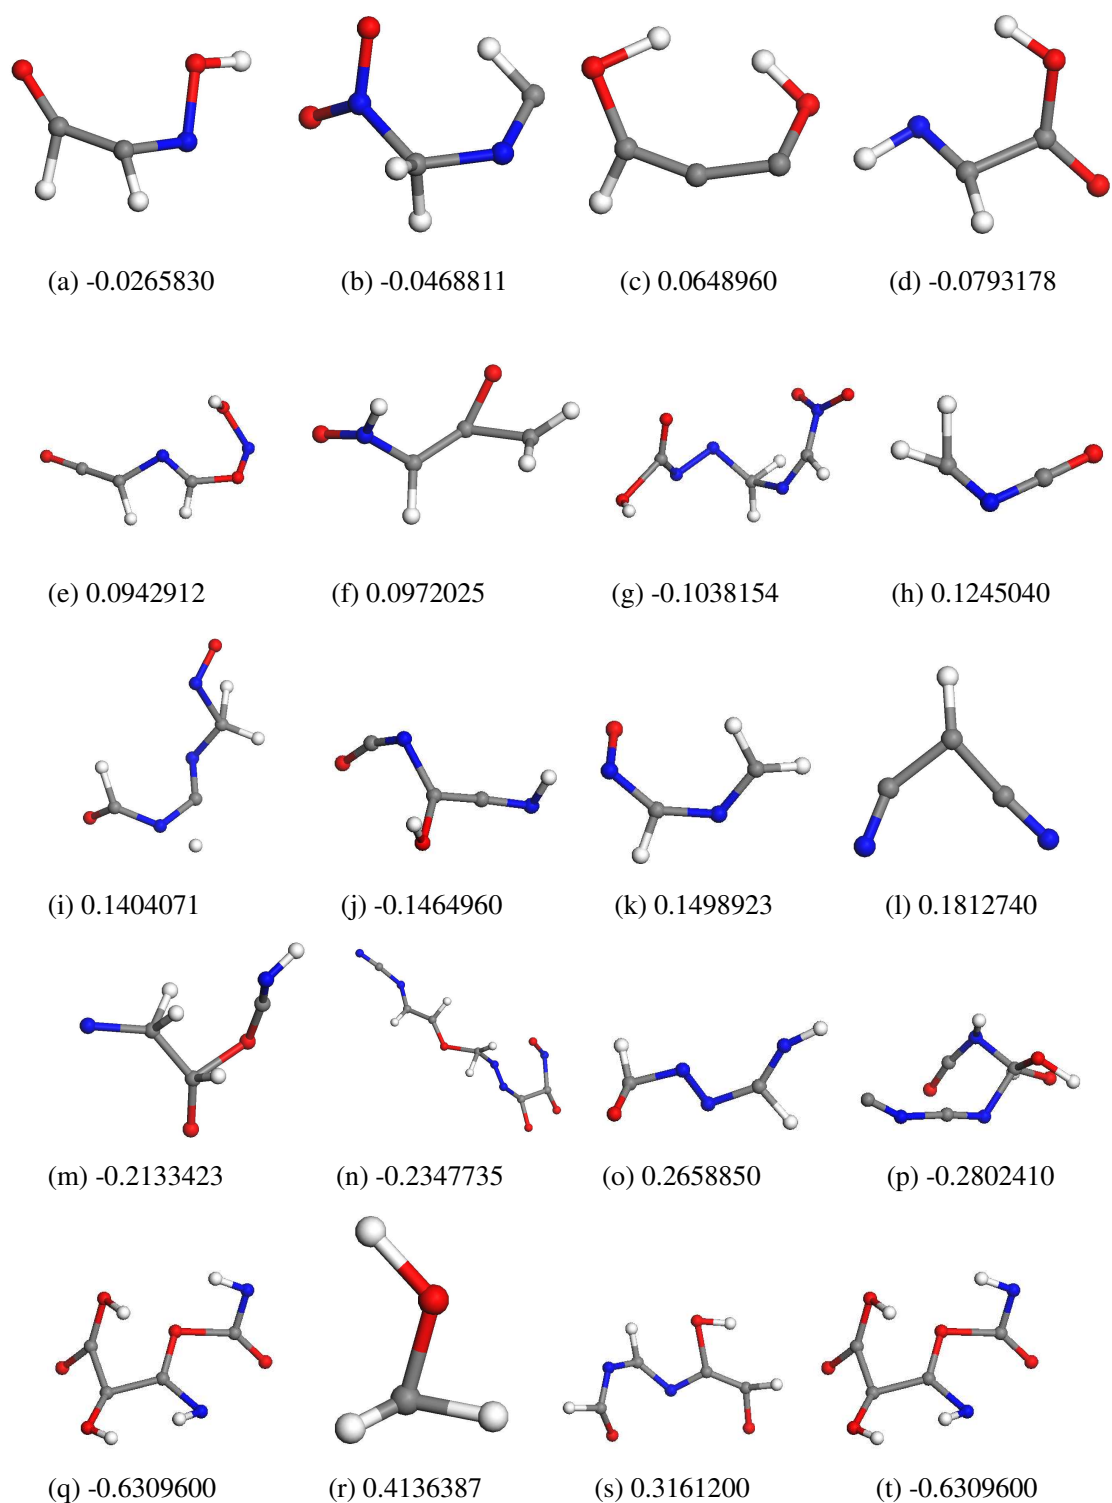 (a) -0.0265830 (b) -0.0468811 (c) 0.0648960 (d) -0.0793178
(e) 0.0942912 (f) 0.0972025 (g) -0.1038154 (h) 0.1245040
(i) 0.1404071 (j) -0.1464960 (k) 0.1498923 (l) 0.1812740
(m) -0.2133423 (n) -0.2347735 (o) 0.2658850 (p) -0.2802410
(q) -0.6309600 (r) 0.4136387 (s) 0.3161200 (t) -0.6309600